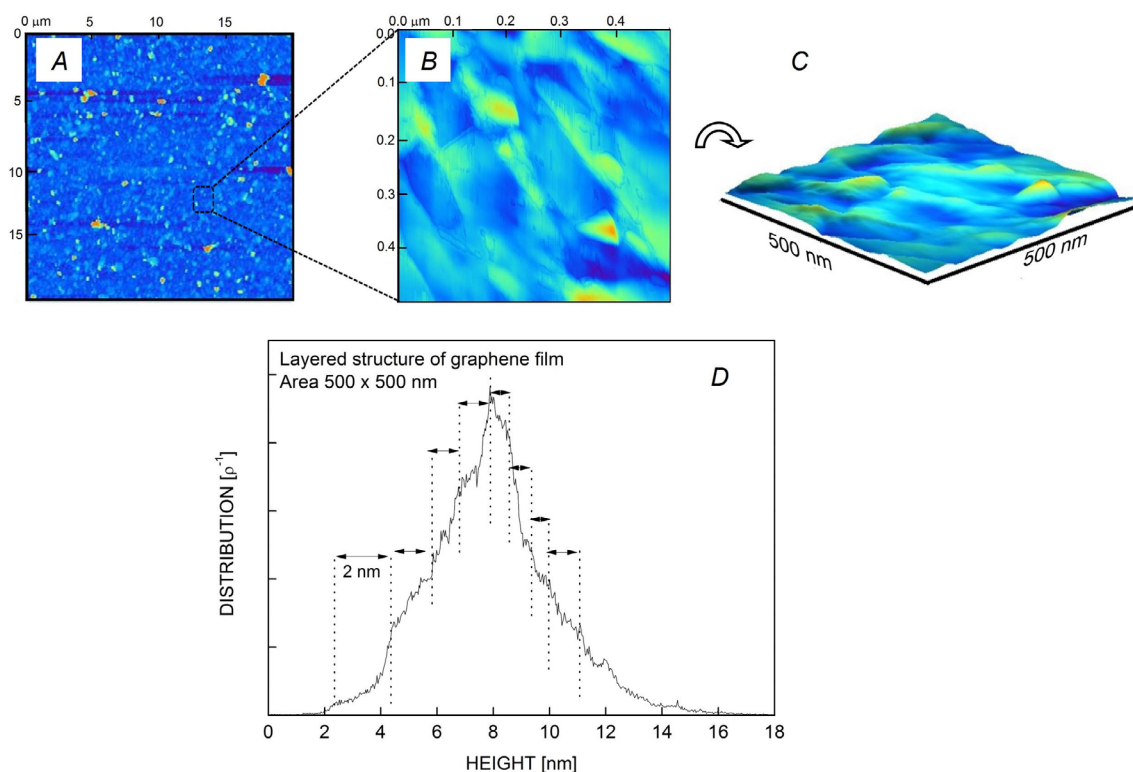 0 μm 5 10 15
0
5
10
15
A
0.0 μm 0.1 0.2 0.3 0.4
0.0
0.1
0.2
0.3
0.4
B
C
500 nm
500 nm
Layered structure of graphene film
Area 500 x 500 nm
D
2 nm
DISTRIBUTION [ρ⁻¹]
0 2 4 6 8 10 12 14 16 18
HEIGHT [nm]